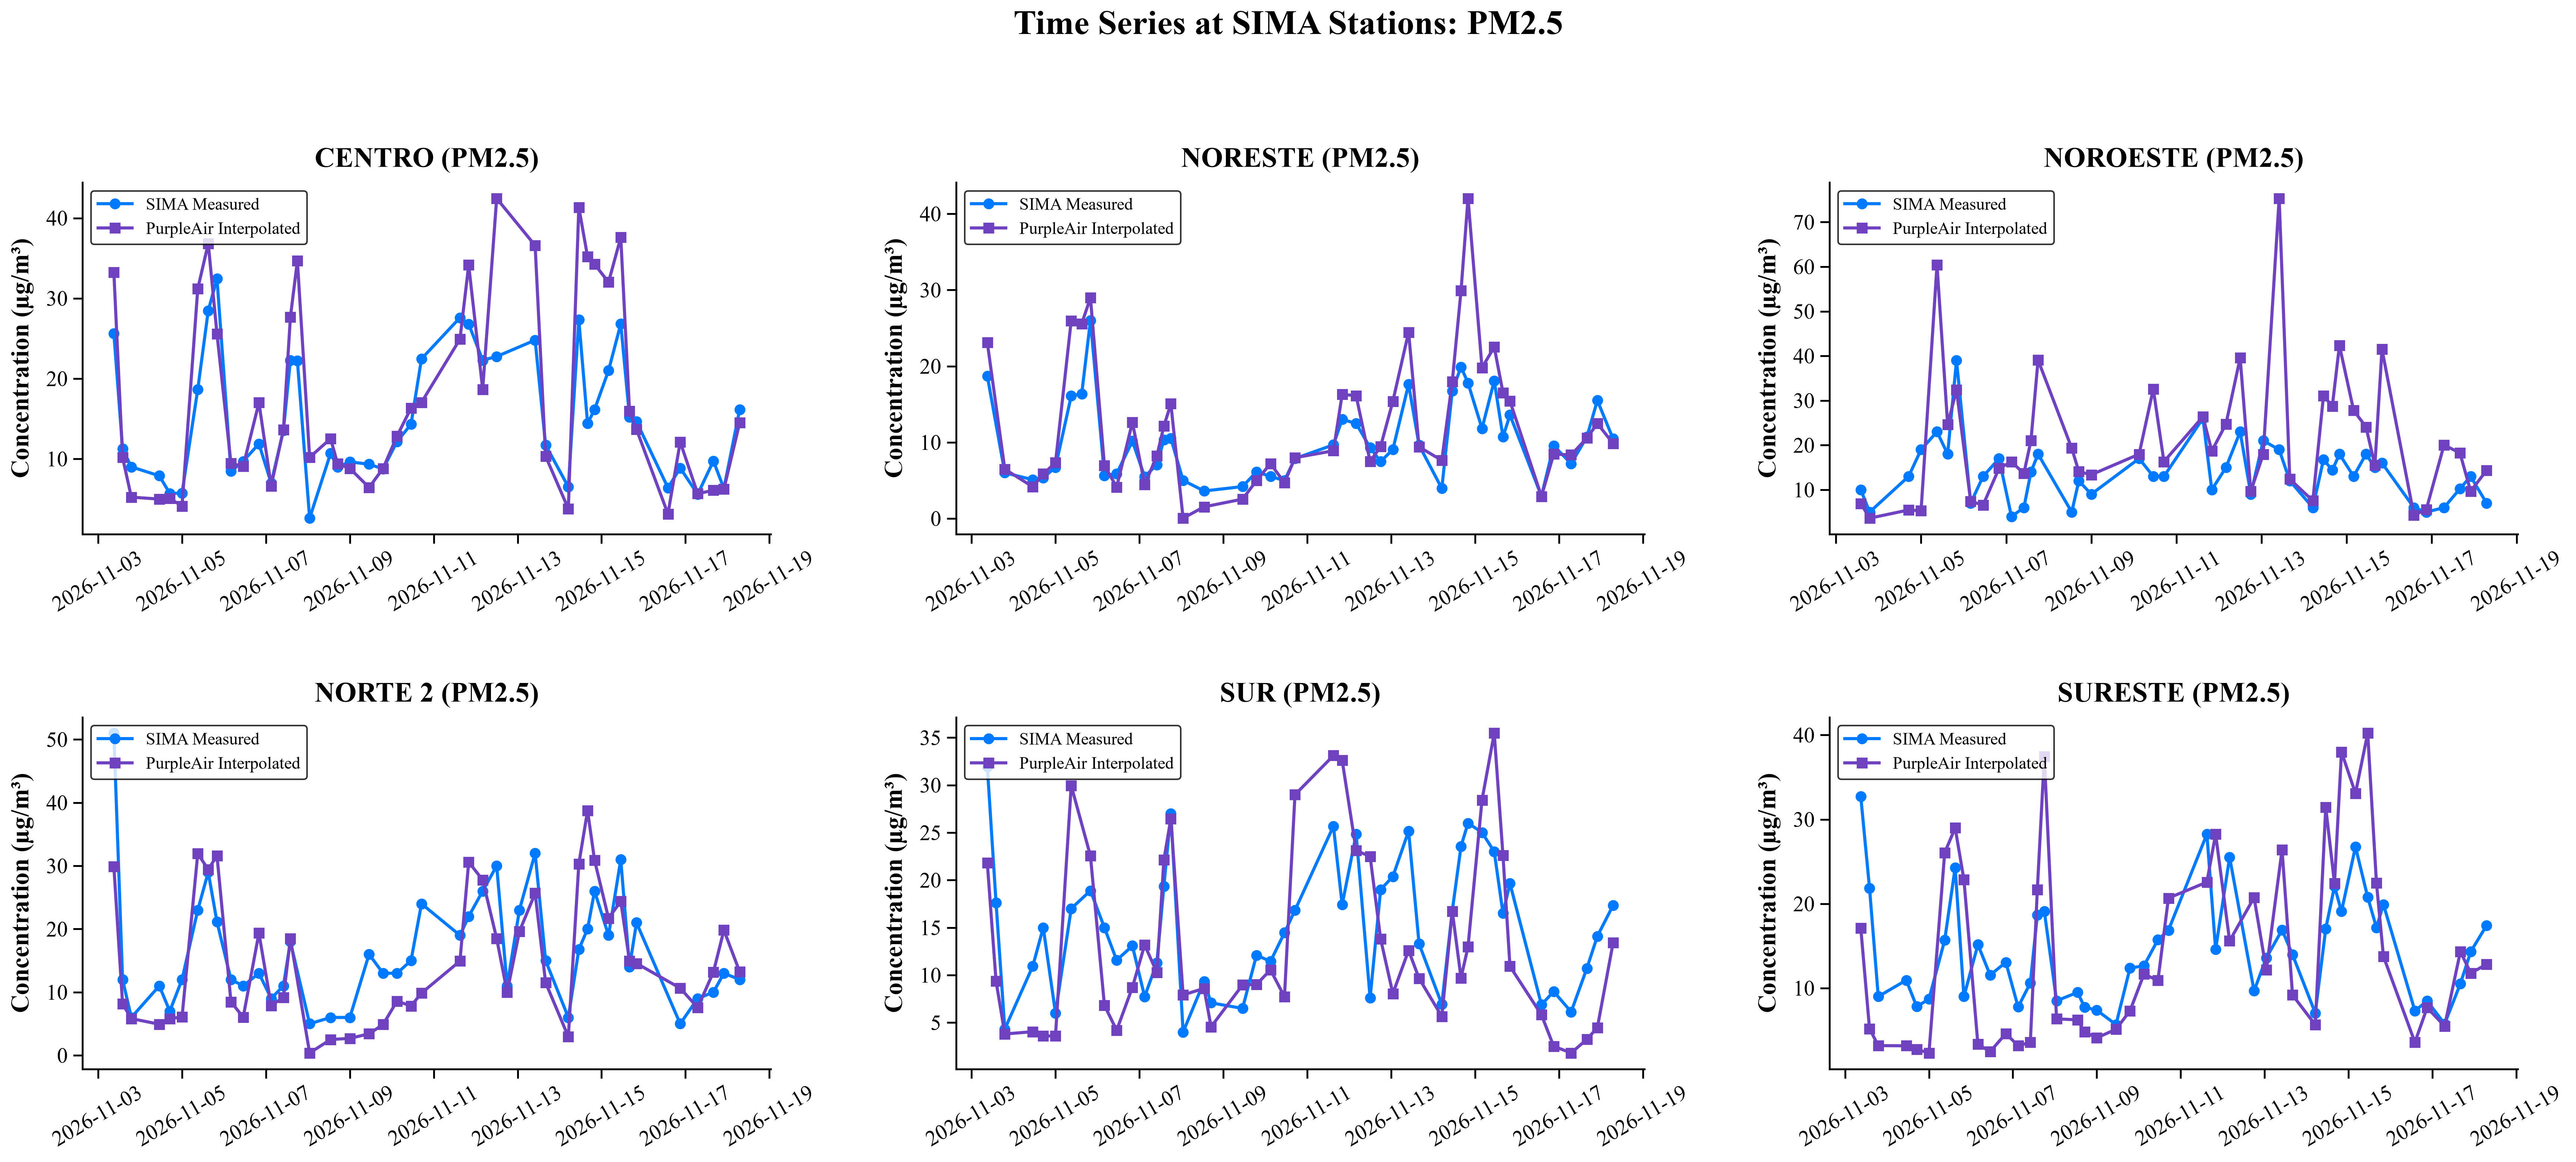 Time Series at SIMA Stations: PM2.5
CENTRO (PM2.5)
SIMA Measured
PurpleAir Interpolated
Concentration (µg/m³)
40
30
20
10
2026-11-03 2026-11-05 2026-11-07 2026-11-09 2026-11-11 2026-11-13 2026-11-15 2026-11-17 2026-11-19
NORESTE (PM2.5)
SIMA Measured
PurpleAir Interpolated
Concentration (µg/m³)
40
30
20
10
0
2026-11-03 2026-11-05 2026-11-07 2026-11-09 2026-11-11 2026-11-13 2026-11-15 2026-11-17 2026-11-19
NOROESTE (PM2.5)
SIMA Measured
PurpleAir Interpolated
Concentration (µg/m³)
70
60
50
40
30
20
10
2026-11-03 2026-11-05 2026-11-07 2026-11-09 2026-11-11 2026-11-13 2026-11-15 2026-11-17 2026-11-19
NORTE 2 (PM2.5)
SIMA Measured
PurpleAir Interpolated
Concentration (µg/m³)
50
40
30
20
10
0
2026-11-03 2026-11-05 2026-11-07 2026-11-09 2026-11-11 2026-11-13 2026-11-15 2026-11-17 2026-11-19
SUR (PM2.5)
SIMA Measured
PurpleAir Interpolated
Concentration (µg/m³)
35
30
25
20
15
10
5
2026-11-03 2026-11-05 2026-11-07 2026-11-09 2026-11-11 2026-11-13 2026-11-15 2026-11-17 2026-11-19
SURESTE (PM2.5)
SIMA Measured
PurpleAir Interpolated
Concentration (µg/m³)
40
30
20
10
2026-11-03 2026-11-05 2026-11-07 2026-11-09 2026-11-11 2026-11-13 2026-11-15 2026-11-17 2026-11-19